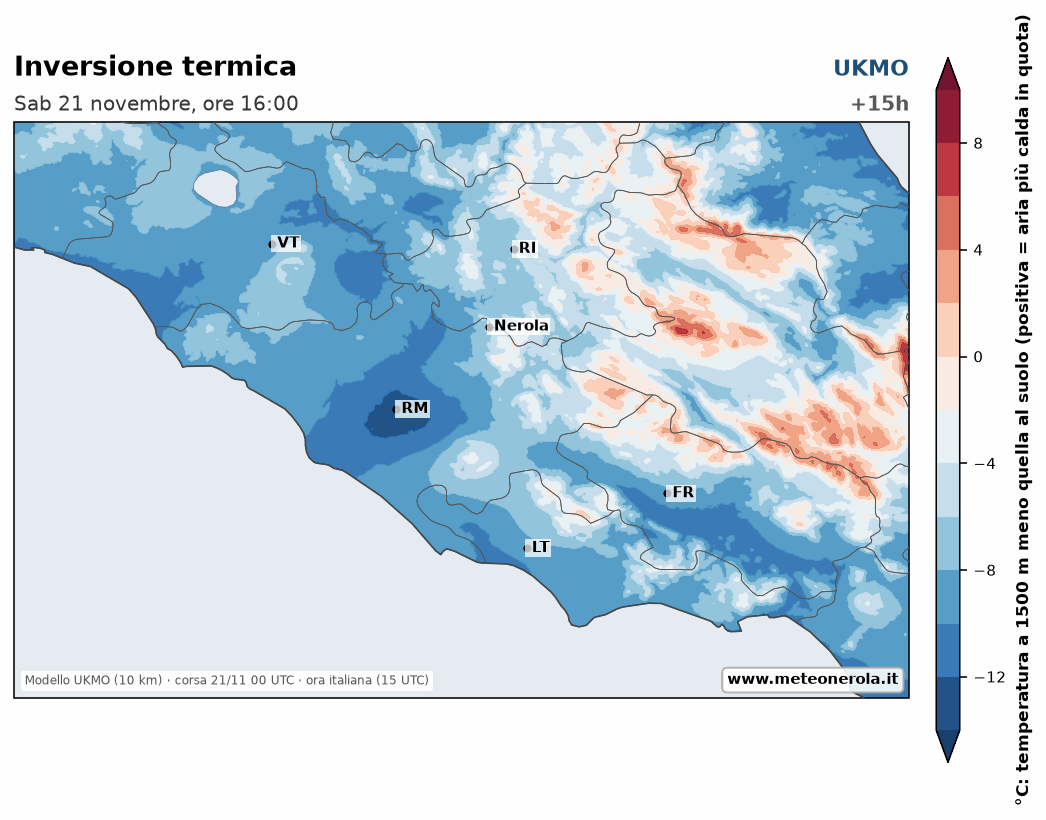 Inversione termica
UKMO
Sab 21 novembre, ore 16:00
+15h
VT
RI
Nerola
RM
FR
LT
Modello UKMO (10 km) · corsa 21/11 00 UTC · ora italiana (15 UTC)
www.meteonerola.it
8
4
0
−4
−8
−12
°C: temperatura a 1500 m meno quella al suolo (positiva = aria più calda in quota)